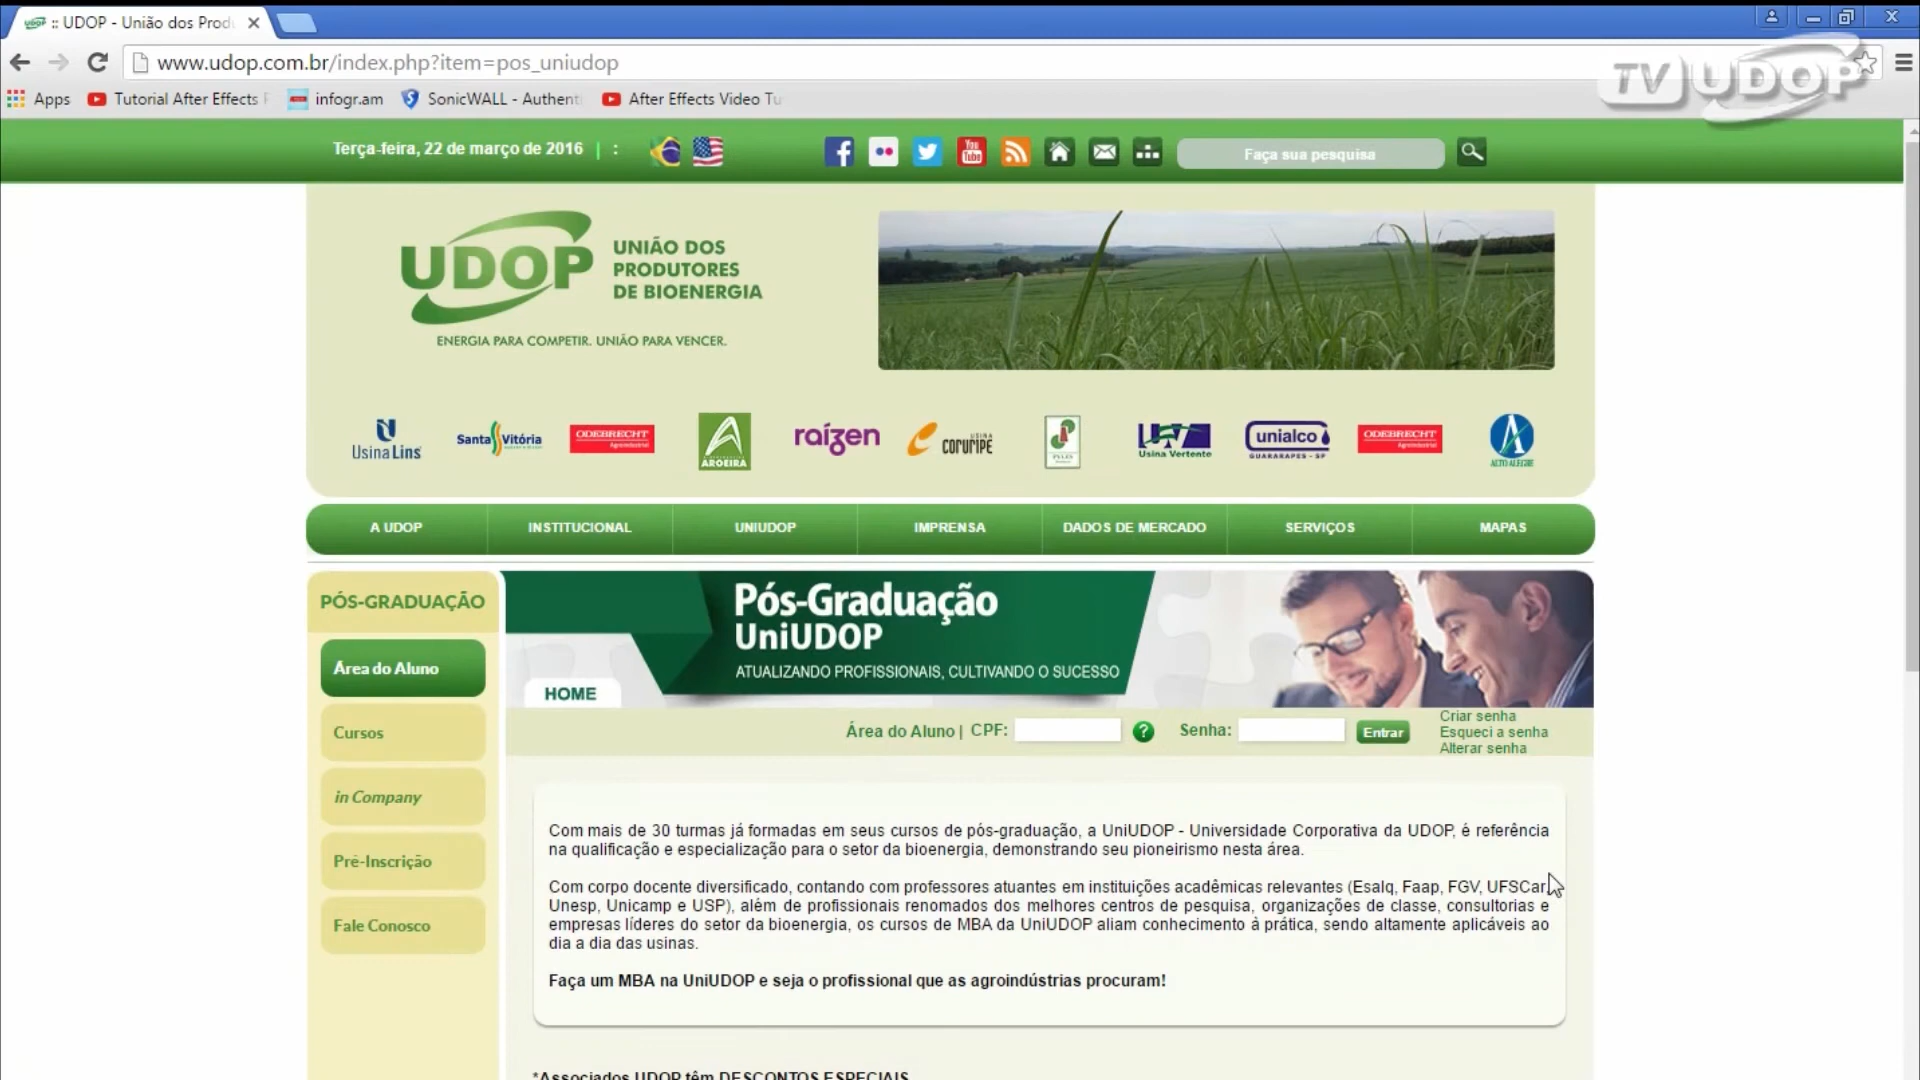 UDOP :: UDOP - União dos Prod
www.udop.com.br/index.php?item=pos_uniudop
TV UDOP
Apps Tutorial After Effects infogr.am SonicWALL - Authent After Effects Video Tu
Terça-feira, 22 de março de 2016 | :
You Tube
Faça sua pesquisa
UDOP
UNIÃO DOS
PRODUTORES
DE BIOENERGIA
ENERGIA PARA COMPETIR. UNIÃO PARA VENCER.
Usina Lins
Santa Vitória
ODEBRECHT
Agroindustrial
AROEIRA
raízen
USINA
CORURIPE
Usina Vertente
unialco
GUARARAPES - SP
ODEBRECHT
Agroindustrial
ALTO ALEGRE
A UDOP INSTITUCIONAL UNIUDOP IMPRENSA DADOS DE MERCADO SERVIÇOS MAPAS
PÓS-GRADUAÇÃO
Área do Aluno
Cursos
in Company
Pré-Inscrição
Fale Conosco
Pós-Graduação
UniUDOP
ATUALIZANDO PROFISSIONAIS, CULTIVANDO O SUCESSO
HOME
Área do Aluno | CPF: ? Senha: Entrar
Criar senha
Esqueci a senha
Alterar senha
Com mais de 30 turmas já formadas em seus cursos de pós-graduação, a UniUDOP - Universidade Corporativa da UDOP, é referência
na qualificação e especialização para o setor da bioenergia, demonstrando seu pioneirismo nesta área.
Com corpo docente diversificado, contando com professores atuantes em instituições acadêmicas relevantes (Esalq, Faap, FGV, UFSCar,
Unesp, Unicamp e USP), além de profissionais renomados dos melhores centros de pesquisa, organizações de classe, consultorias e
empresas líderes do setor da bioenergia, os cursos de MBA da UniUDOP aliam conhecimento à prática, sendo altamente aplicáveis ao
dia a dia das usinas.
Faça um MBA na UniUDOP e seja o profissional que as agroindústrias procuram!
*Associados UDOP têm DESCONTOS ESPECIAIS